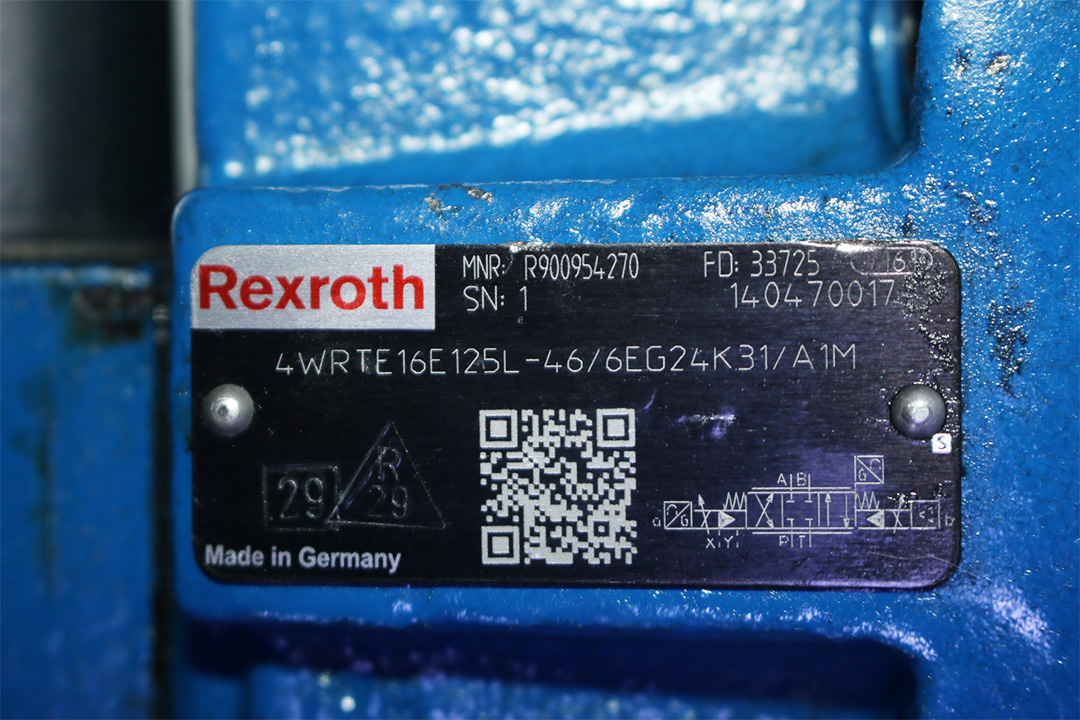 Rexroth
MNR: R900954270
FD: 33725
SN: 1
140470017
4WRTE16E125L-46/6EG24K31/A1M
S
29
R
29
G
A B
G
X Y
P T
Made in Germany